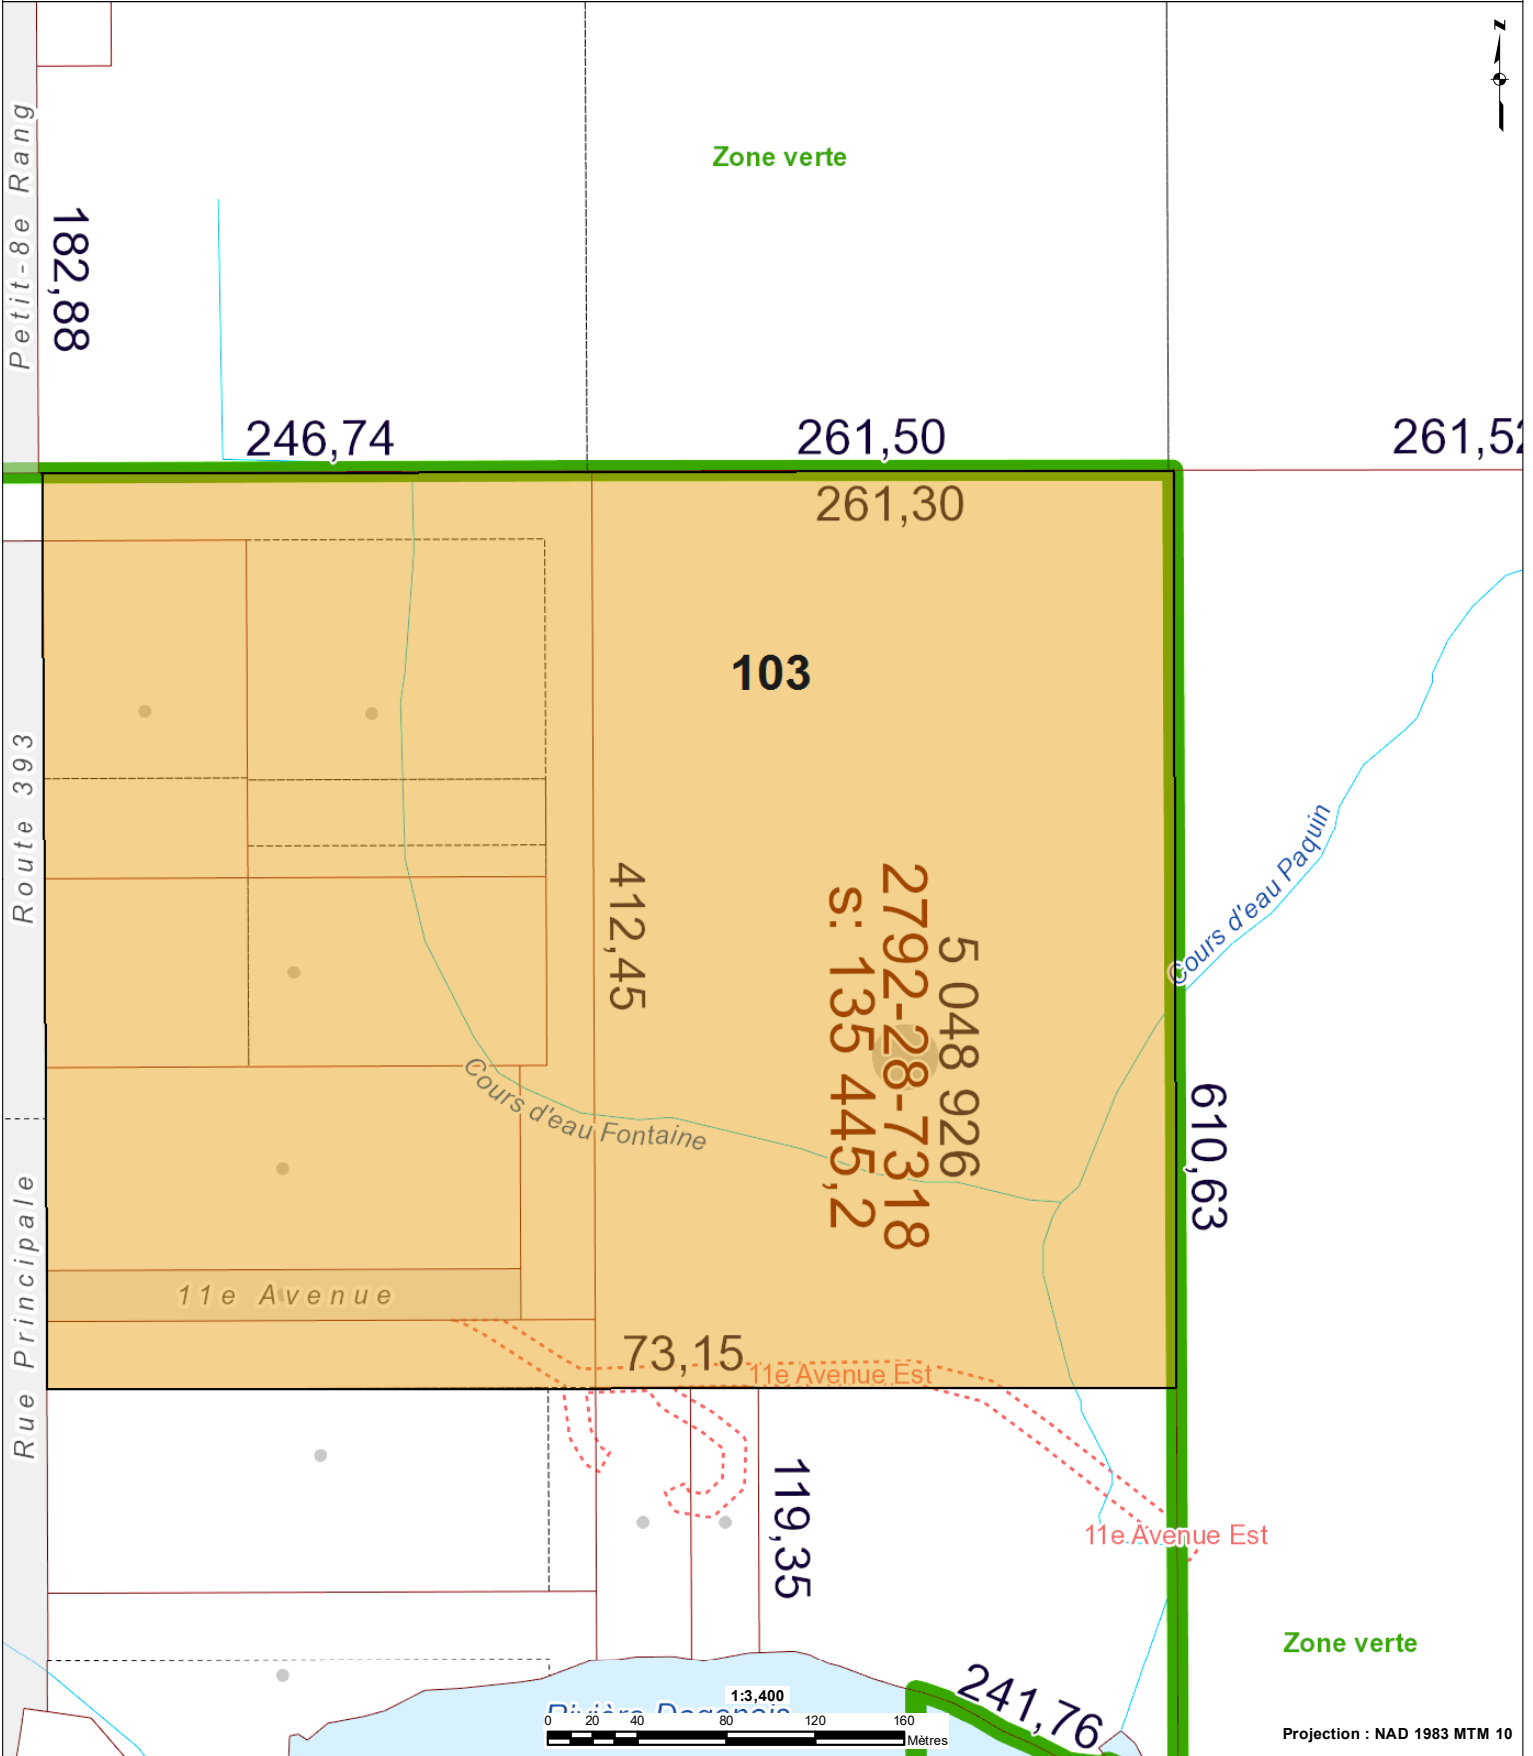 N
Petit-8e Rang
Zone verte
182,88
246,74
261,50
261,52
261,30
103
Route 393
412,45
5 048 926
2792-28-7318
s: 135 445,2
Cours d'eau Paquin
Cours d'eau Fontaine
610,63
Rue Principale
11e Avenue
73,15
11e Avenue Est
119,35
11e Avenue Est
Zone verte
241,76
1:3,400
0 20 40 80 120 160
Mètres
Projection : NAD 1983 MTM 10